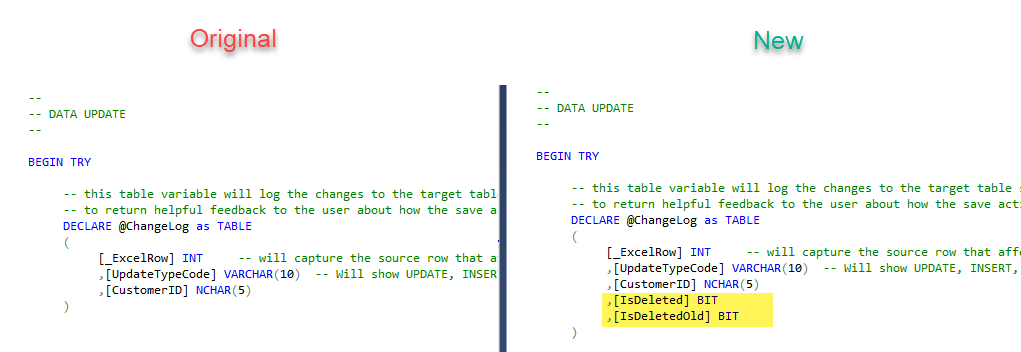 Original
--
-- DATA UPDATE
--
BEGIN TRY
-- this table variable will log the changes to the target tabl
-- to return helpful feedback to the user about how the save a
DECLARE @ChangeLog as TABLE
(
[_ExcelRow] INT -- will capture the source row that a
,[UpdateTypeCode] VARCHAR(10) -- Will show UPDATE, INSER
,[CustomerID] NCHAR(5)
)
New
--
-- DATA UPDATE
--
BEGIN TRY
-- this table variable will log the changes to the target table
-- to return helpful feedback to the user about how the save acti
DECLARE @ChangeLog as TABLE
(
[_ExcelRow] INT -- will capture the source row that aff
,[UpdateTypeCode] VARCHAR(10) -- Will show UPDATE, INSERT,
,[CustomerID] NCHAR(5)
,[IsDeleted] BIT
,[IsDeletedOld] BIT
)